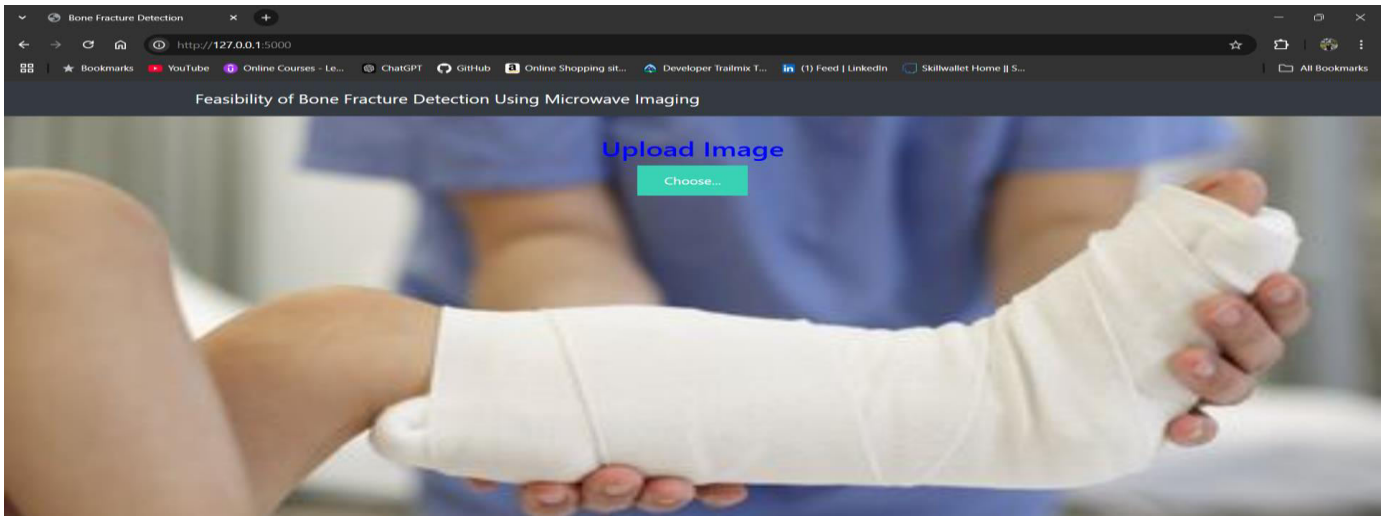 Bone Fracture Detection
http://127.0.0.1:5000
Bookmarks YouTube Online Courses - Le... ChatGPT GitHub Online Shopping sit... Developer Trailmix T... (1) Feed | LinkedIn Skillwallet Home || S... All Bookmarks
Feasibility of Bone Fracture Detection Using Microwave Imaging
Upload Image
Choose...